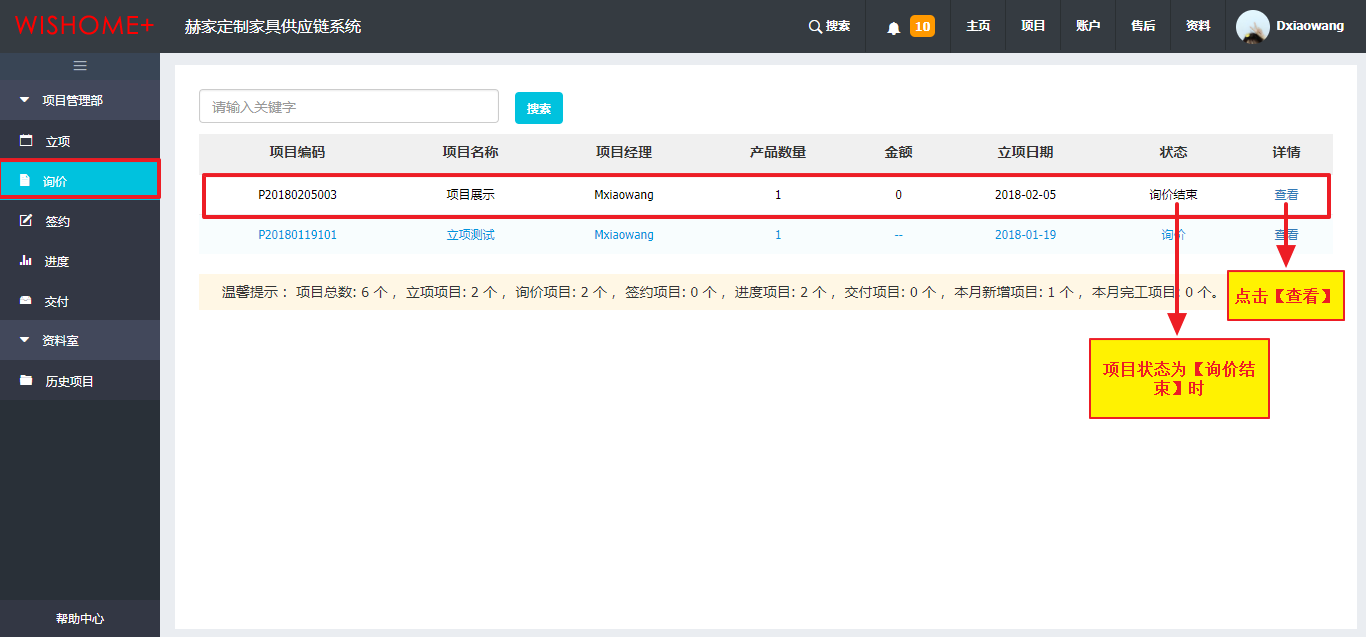 WISHOME+
赫家定制家具供应链系统
搜索
10
主页
项目
账户
售后
资料
Dxiaowang
项目管理部
立项
询价
签约
进度
交付
资料室
历史项目
帮助中心
请输入关键字
搜索
项目编码 项目名称 项目经理 产品数量 金额 立项日期 状态 详情
P20180205003 项目展示 Mxiaowang 1 0 2018-02-05 询价结束 查看
P20180119101 立项测试 Mxiaowang 1 -- 2018-01-19 询价 查看
温馨提示： 项目总数: 6 个， 立项项目: 2 个， 询价项目: 2 个， 签约项目: 0 个， 进度项目: 2 个， 交付项目: 0 个， 本月新增项目: 1 个， 本月完工项目: 0 个。
点击【查看】
项目状态为【询价结
束】时